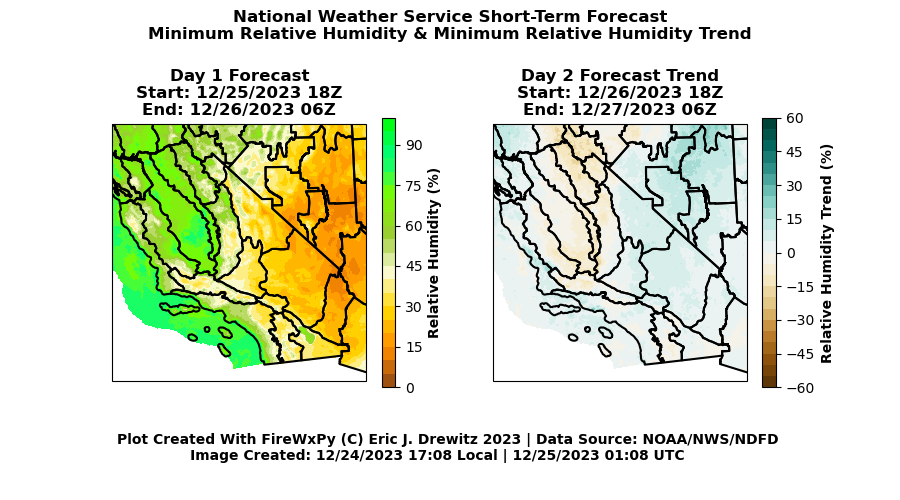 National Weather Service Short-Term Forecast
Minimum Relative Humidity & Minimum Relative Humidity Trend
Day 1 Forecast
Start: 12/25/2023 18Z
End: 12/26/2023 06Z
90
75
60
45
30
15
0
Relative Humidity (%)
Day 2 Forecast Trend
Start: 12/26/2023 18Z
End: 12/27/2023 06Z
60
45
30
15
0
−15
−30
−45
−60
Relative Humidity Trend (%)
Plot Created With FireWxPy (C) Eric J. Drewitz 2023 | Data Source: NOAA/NWS/NDFD
Image Created: 12/24/2023 17:08 Local | 12/25/2023 01:08 UTC